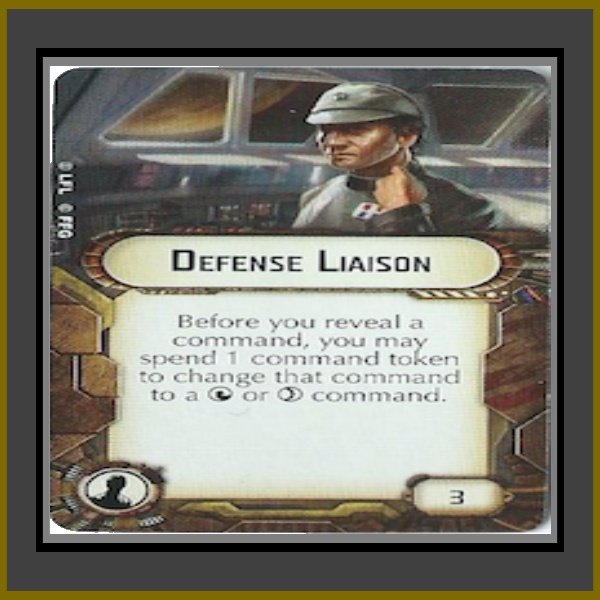 © LFL © FFG
DEFENSE LIAISON
Before you reveal a
command, you may
spend 1 command token
to change that command
to a or command.
3